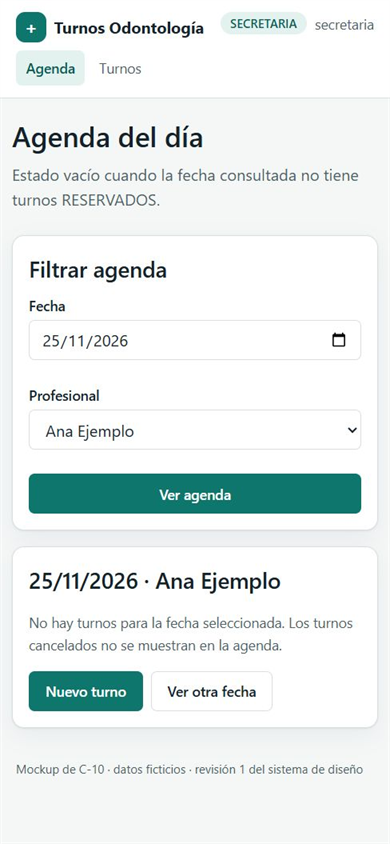 + Turnos Odontología SECRETARIA secretaria
Agenda Turnos
Agenda del día
Estado vacío cuando la fecha consultada no tiene
turnos RESERVADOS.
Filtrar agenda
Fecha
25/11/2026
Profesional
Ana Ejemplo
Ver agenda
25/11/2026 · Ana Ejemplo
No hay turnos para la fecha seleccionada. Los turnos
cancelados no se muestran en la agenda.
Nuevo turno Ver otra fecha
Mockup de C-10 · datos ficticios · revisión 1 del sistema de diseño